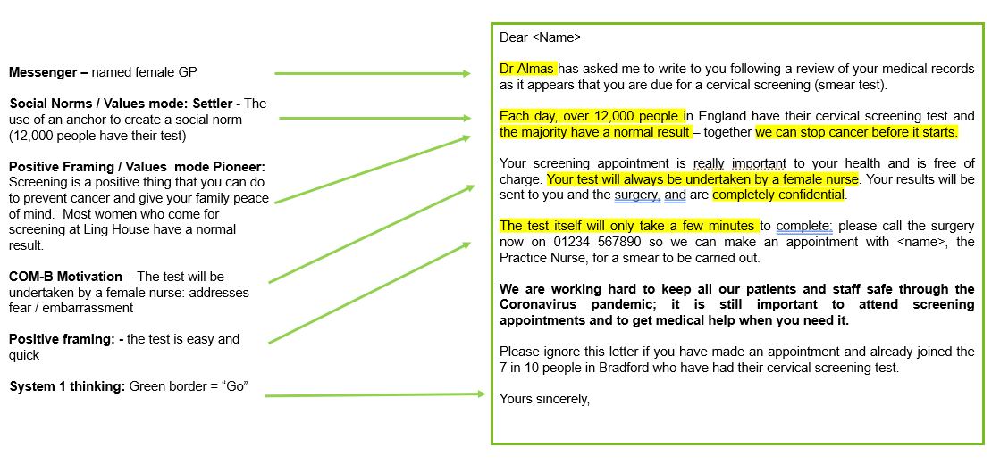 Messenger – named female GP
Social Norms / Values mode: Settler - The
use of an anchor to create a social norm
(12,000 people have their test)
Positive Framing / Values  mode Pioneer:
Screening is a positive thing that you can do
to prevent cancer and give your family peace
of mind.  Most women who come for
screening at Ling House have a normal
result.
COM-B Motivation – The test will be
undertaken by a female nurse: addresses
fear / embarrassment
Positive framing: - the test is easy and
quick
System 1 thinking: Green border = “Go”
Dear <Name>
Dr Almas has asked me to write to you following a review of your medical records
as it appears that you are due for a cervical screening (smear test).
Each day, over 12,000 people in England have their cervical screening test and
the majority have a normal result – together we can stop cancer before it starts.
Your screening appointment is really important to your health and is free of
charge. Your test will always be undertaken by a female nurse. Your results will be
sent to you and the surgery, and are completely confidential.
The test itself will only take a few minutes to complete; please call the surgery
now on 01234 567890 so we can make an appointment with <name>, the
Practice Nurse, for a smear to be carried out.
We are working hard to keep all our patients and staff safe through the
Coronavirus pandemic; it is still important to attend screening
appointments and to get medical help when you need it.
Please ignore this letter if you have made an appointment and already joined the
7 in 10 people in Bradford who have had their cervical screening test.
Yours sincerely,